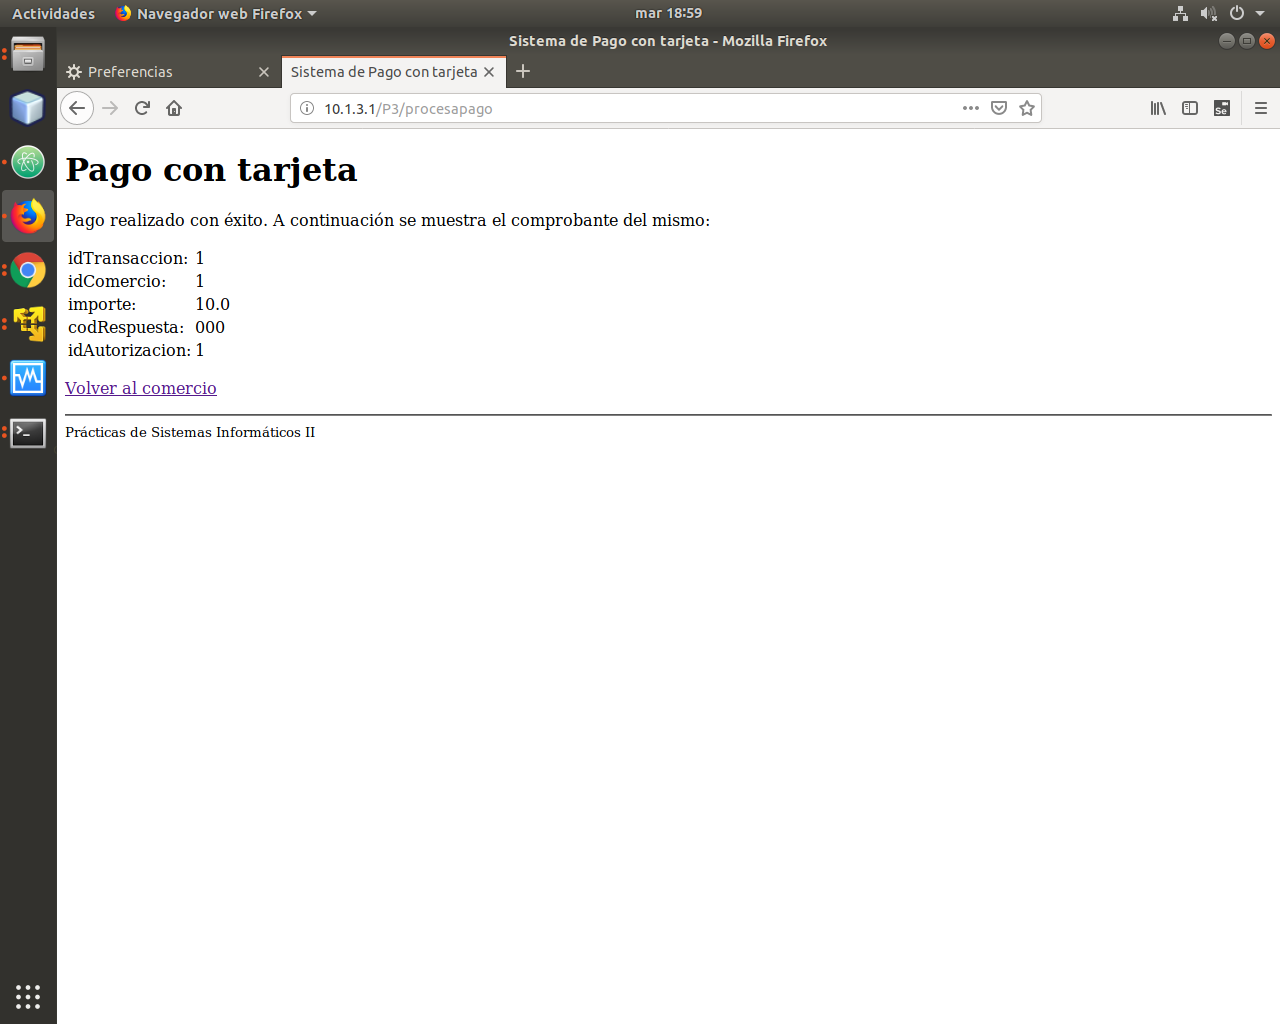 Actividades
Navegador web Firefox
mar 18:59
Sistema de Pago con tarjeta - Mozilla Firefox
Preferencias
Sistema de Pago con tarjeta
10.1.3.1/P3/procesapago
Se
Pago con tarjeta
Pago realizado con éxito. A continuación se muestra el comprobante del mismo:
idTransaccion: 1
idComercio: 1
importe: 10.0
codRespuesta: 000
idAutorizacion: 1
Volver al comercio
Prácticas de Sistemas Informáticos II